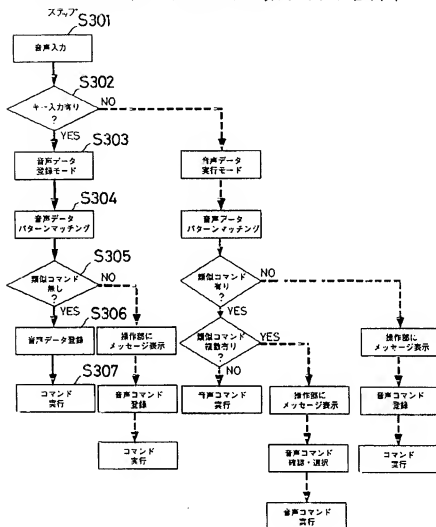 ステップ
S301
音声入力
S302
キー入力有り
?
NO
YES
S303
音声データ
登録モード
音声データ
実行モード
S304
音声データ
パターンマッチング
音声データ
パターンマッチング
S305
類似コマンド
無し
?
NO
YES
類似コマンド
有り
?
NO
YES
S306
音声データ登録
操作部に
メッセージ表示
類似コマンド
複数有り
?
YES
NO
操作部に
メッセージ表示
S307
コマンド
実行
音声コマンド
登録
音声コマンド
実行
操作部に
メッセージ表示
音声コマンド
登録
コマンド
実行
音声コマンド
確認・選択
コマンド
実行
音声コマンド
実行